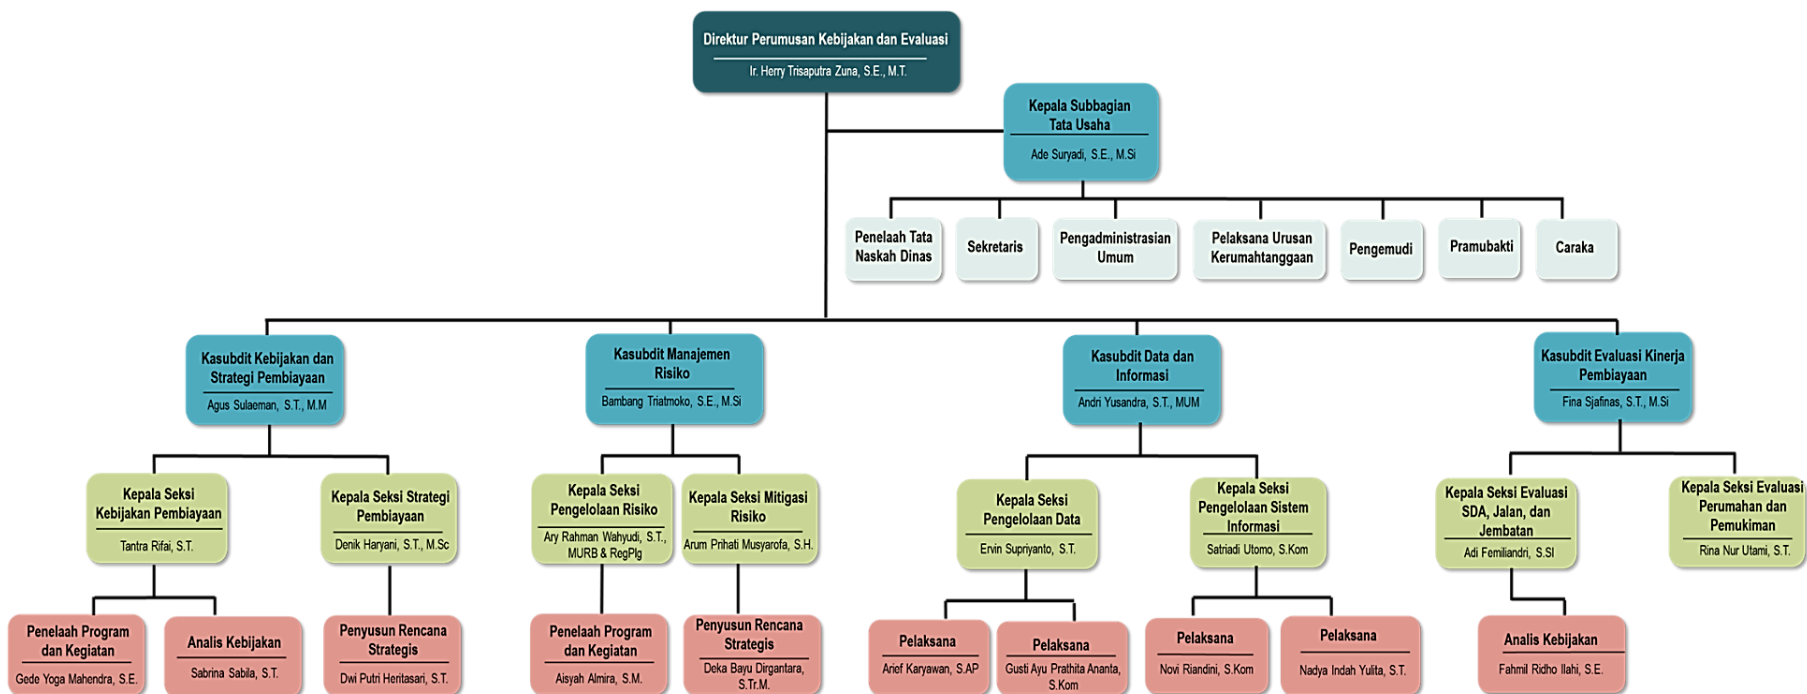 Direktur Perumusan Kebijakan dan Evaluasi
Ir. Herry Trisaputra Zuna, S.E., M.T.
Kepala Subbagian
Tata Usaha
Ade Suryadi, S.E., M.Si
Penelaah Tata
Naskah Dinas
Sekretaris
Pengadministrasian
Umum
Pelaksana Urusan
Kerumahtanggaan
Pengemudi
Pramubakti
Caraka
Kasubdit Kebijakan dan
Strategi Pembiayaan
Agus Sulaeman, S.T., M.M
Kasubdit Manajemen
Risiko
Bambang Triatmoko, S.E., M.Si
Kasubdit Data dan
Informasi
Andri Yusandra, S.T., MUM
Kasubdit Evaluasi Kinerja
Pembiayaan
Fina Sjafinas, S.T., M.Si
Kepala Seksi
Kebijakan Pembiayaan
Tantra Rifai, S.T.
Kepala Seksi Strategi
Pembiayaan
Denik Haryani, S.T., M.Sc
Kepala Seksi
Pengelolaan Risiko
Ary Rahman Wahyudi, S.T.,
MURB & RegPlg
Kepala Seksi Mitigasi
Risiko
Arum Prihati Musyarofa, S.H.
Kepala Seksi
Pengelolaan Data
Ervin Supriyanto, S.T.
Kepala Seksi
Pengelolaan Sistem
Informasi
Satriadi Utomo, S.Kom
Kepala Seksi Evaluasi
SDA, Jalan, dan
Jembatan
Adi Femiliandri, S.SI
Kepala Seksi Evaluasi
Perumahan dan
Pemukiman
Rina Nur Utami, S.T.
Penelaah Program
dan Kegiatan
Gede Yoga Mahendra, S.E.
Analis Kebijakan
Sabrina Sabila, S.T.
Penyusun Rencana
Strategis
Dwi Putri Heritasari, S.T.
Penelaah Program
dan Kegiatan
Aisyah Almira, S.M.
Penyusun Rencana
Strategis
Deka Bayu Dirgantara,
S.Tr.M.
Pelaksana
Arief Karyawan, S.AP
Pelaksana
Gusti Ayu Prathita Ananta,
S.Kom
Pelaksana
Novi Riandini, S.Kom
Pelaksana
Nadya Indah Yulita, S.T.
Analis Kebijakan
Fahmil Ridho Ilahi, S.E.